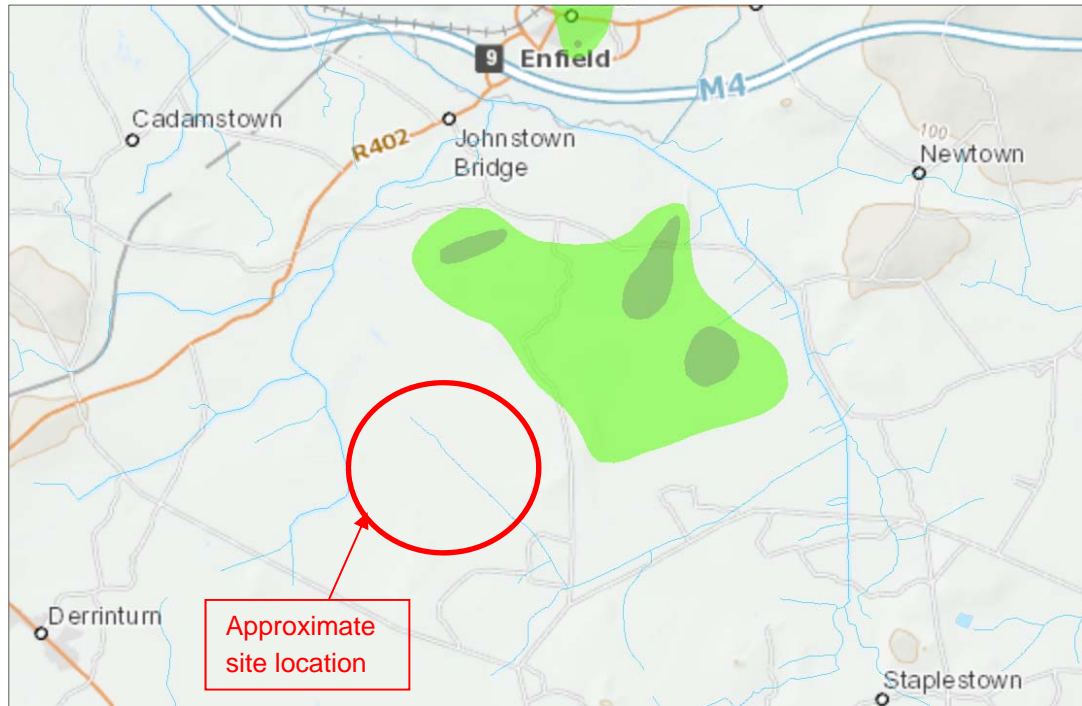 9
Enfield
M4
Cadamstown
R402
Johnstown
Bridge
100
Newtown
Approximate
site location
Derrinturn
Staplestown